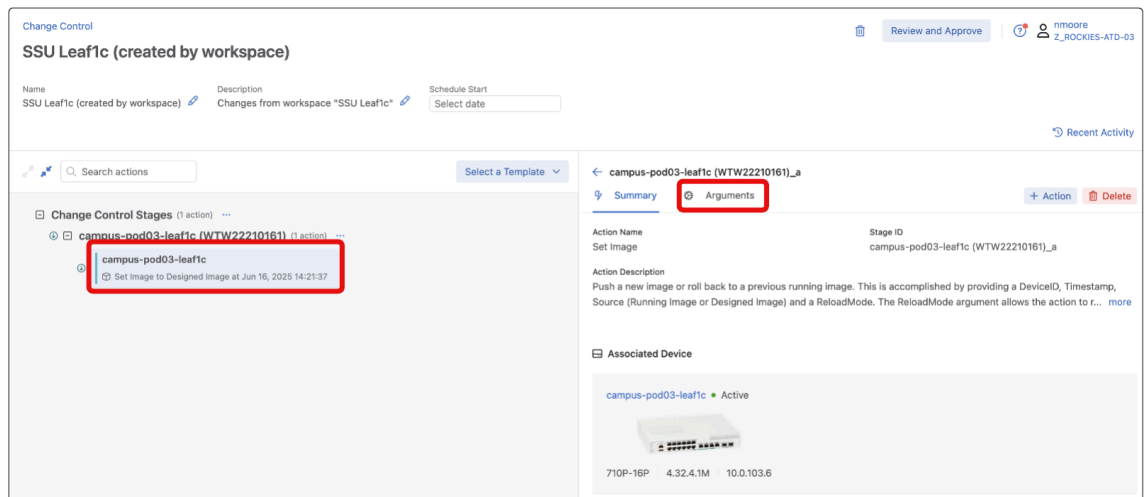 Change Control
SSU Leaf1c (created by workspace)
Review and Approve
nmoore
Z_ROCKIES-ATD-03
Name
SSU Leaf1c (created by workspace)
Description
Changes from workspace "SSU Leaf1c"
Schedule Start
Select date
Recent Activity
Search actions
Select a Template
Change Control Stages (1 action) ...
campus-pod03-leaf1c (WTW22210161) (1 action) ...
campus-pod03-leaf1c
Set Image to Designed Image at Jun 16, 2025 14:21:37
campus-pod03-leaf1c (WTW22210161)_a
Summary
Arguments
+ Action
Delete
Action Name
Set Image
Stage ID
campus-pod03-leaf1c (WTW22210161)_a
Action Description
Push a new image or roll back to a previous running image. This is accomplished by providing a DeviceID, Timestamp,
Source (Running Image or Designed Image) and a ReloadMode. The ReloadMode argument allows the action to r... more
Associated Device
campus-pod03-leaf1c • Active
710P-16P 4.32.4.1M 10.0.103.6